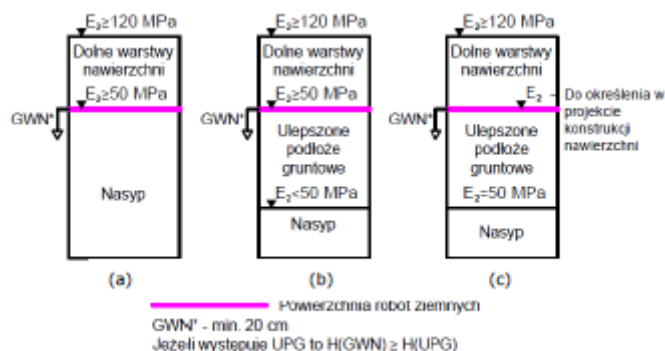 E₂≥120 MPa
Dolne warstwy
nawierzchni
E₂≥50 MPa
GWN*
Nasyp
(a)
E₂≥120 MPa
Dolne warstwy
nawierzchni
E₂≥50 MPa
GWN*
Ulepszone
podłoże
gruntowe
E₂<50 MPa
Nasyp
(b)
E₂≥120 MPa
Dolne warstwy
nawierzchni
E₂
Do określenia w
projekcie
konstrukcji
nawierzchni
GWN*
Ulepszone
podłoże
gruntowe
E₂=50 MPa
Nasyp
(c)
Powierzchnia robot ziemnych
GWN* - min. 20 cm
Jeżeli występuje UPG to H(GWN) ≥ H(UPG)